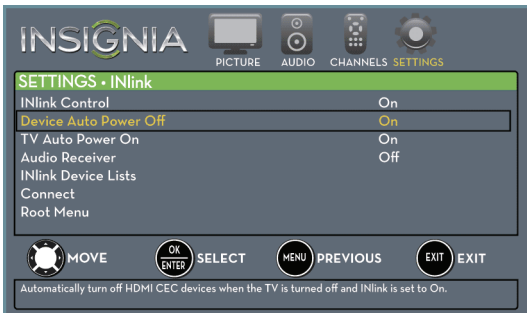 INSIGNIA
PICTURE AUDIO CHANNELS SETTINGS
SETTINGS • INlink
INlink Control On
Device Auto Power Off On
TV Auto Power On On
Audio Receiver Off
INlink Device Lists
Connect
Root Menu
MOVE OK ENTER SELECT MENU PREVIOUS EXIT EXIT
Automatically turn off HDMI CEC devices when the TV is turned off and INlink is set to On.